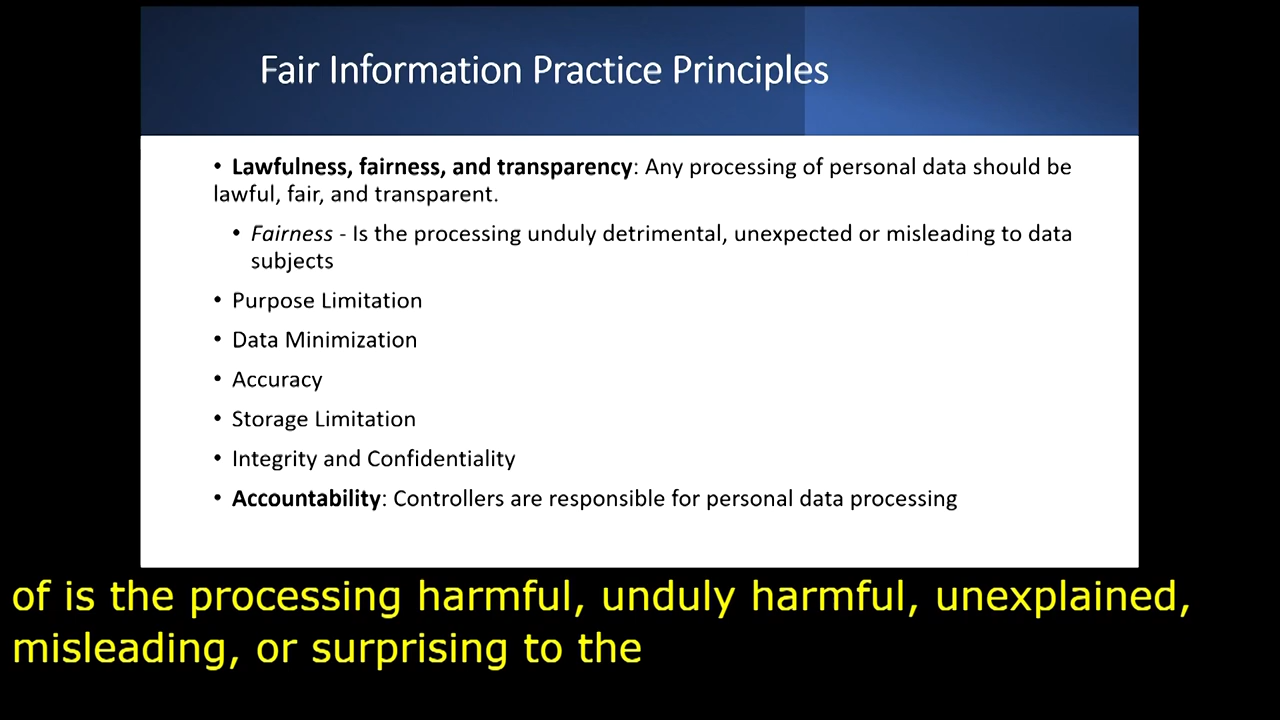 Fair Information Practice Principles
• Lawfulness, fairness, and transparency: Any processing of personal data should be
lawful, fair, and transparent.
• Fairness - Is the processing unduly detrimental, unexpected or misleading to data
subjects
• Purpose Limitation
• Data Minimization
• Accuracy
• Storage Limitation
• Integrity and Confidentiality
• Accountability: Controllers are responsible for personal data processing
of is the processing harmful, unduly harmful, unexplained,
misleading, or surprising to the